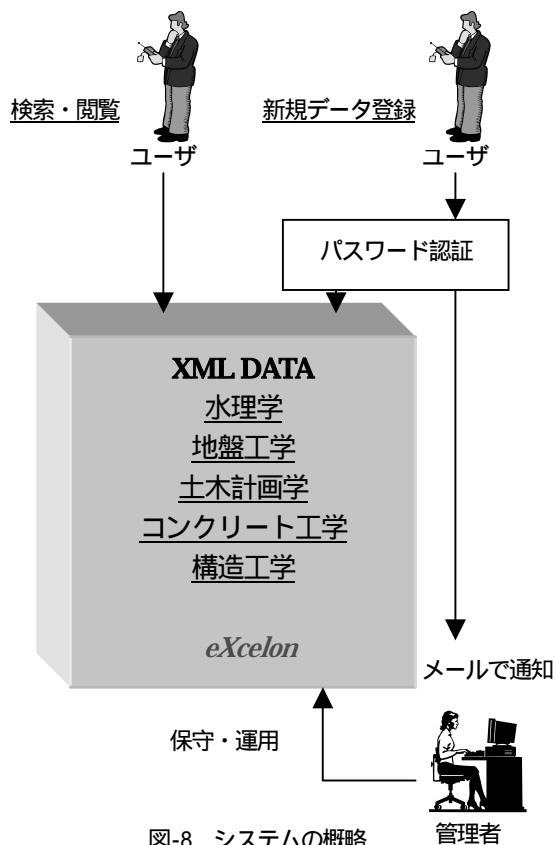 検索・閲覧
新規データ登録
ユーザ
ユーザ
パスワード認証
XML DATA
水理学
地盤工学
土木計画学
コンクリート工学
構造工学
eXcelon
メールで通知
保守・運用
管理者
図-8 システムの概略